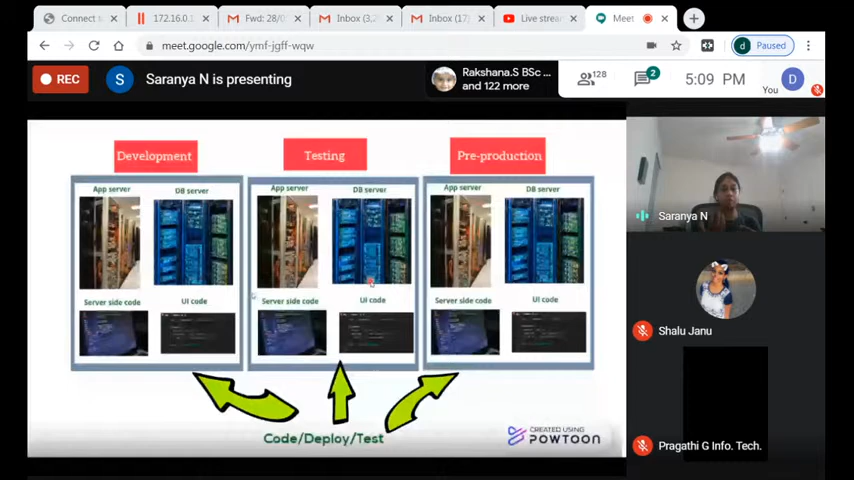 Connect t
172.16.0.1
Fwd: 28/0
Inbox (3,2
Inbox (17)
Live strea
Meet
meet.google.com/ymf-jgff-wqw
d
Paused
REC
S
Saranya N is presenting
Rakshana.S BSc ...
and 122 more
128
2
5:09 PM
You
D
Development
Testing
Pre-production
App server
DB server
App server
DB server
App server
DB server
Server side code
UI code
Server side code
UI code
Server side code
UI code
Code/Deploy/Test
CREATED USING
POWTOON
Saranya N
Shalu Janu
Pragathi G Info. Tech.